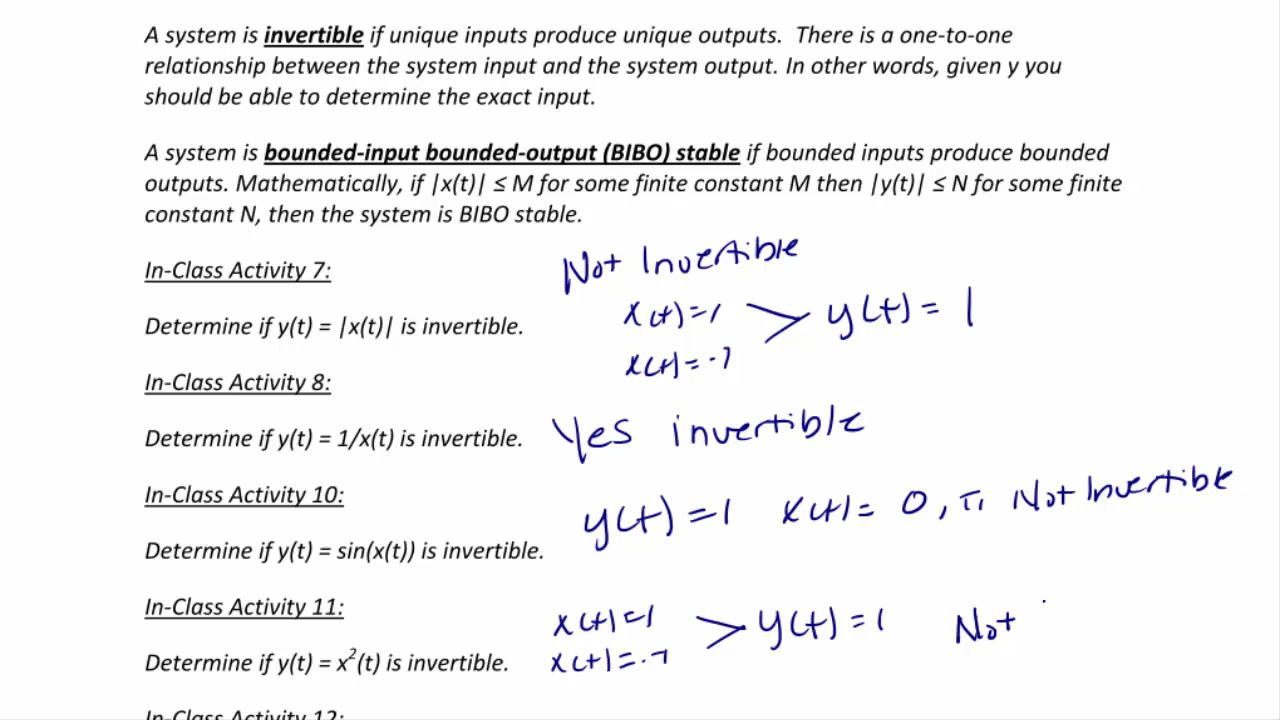 A system is invertible if unique inputs produce unique outputs. There is a one-to-one
relationship between the system input and the system output. In other words, given y you
should be able to determine the exact input.
A system is bounded-input bounded-output (BIBO) stable if bounded inputs produce bounded
outputs. Mathematically, if |x(t)| ≤ M for some finite constant M then |y(t)| ≤ N for some finite
constant N, then the system is BIBO stable.
In-Class Activity 7:
Not Invertible
x(t)=1 > y(t) = 1
Determine if y(t) = |x(t)| is invertible.
x(t)=-1
In-Class Activity 8:
Determine if y(t) = 1/x(t) is invertible. Yes invertible
In-Class Activity 10:
y(t)=1 x(t)= 0, π Not Invertible
Determine if y(t) = sin(x(t)) is invertible.
In-Class Activity 11:
x(t)=1 > y(t)=1 Not
Determine if y(t) = x²(t) is invertible.
x(t)=-1
In-Class Activity 12: